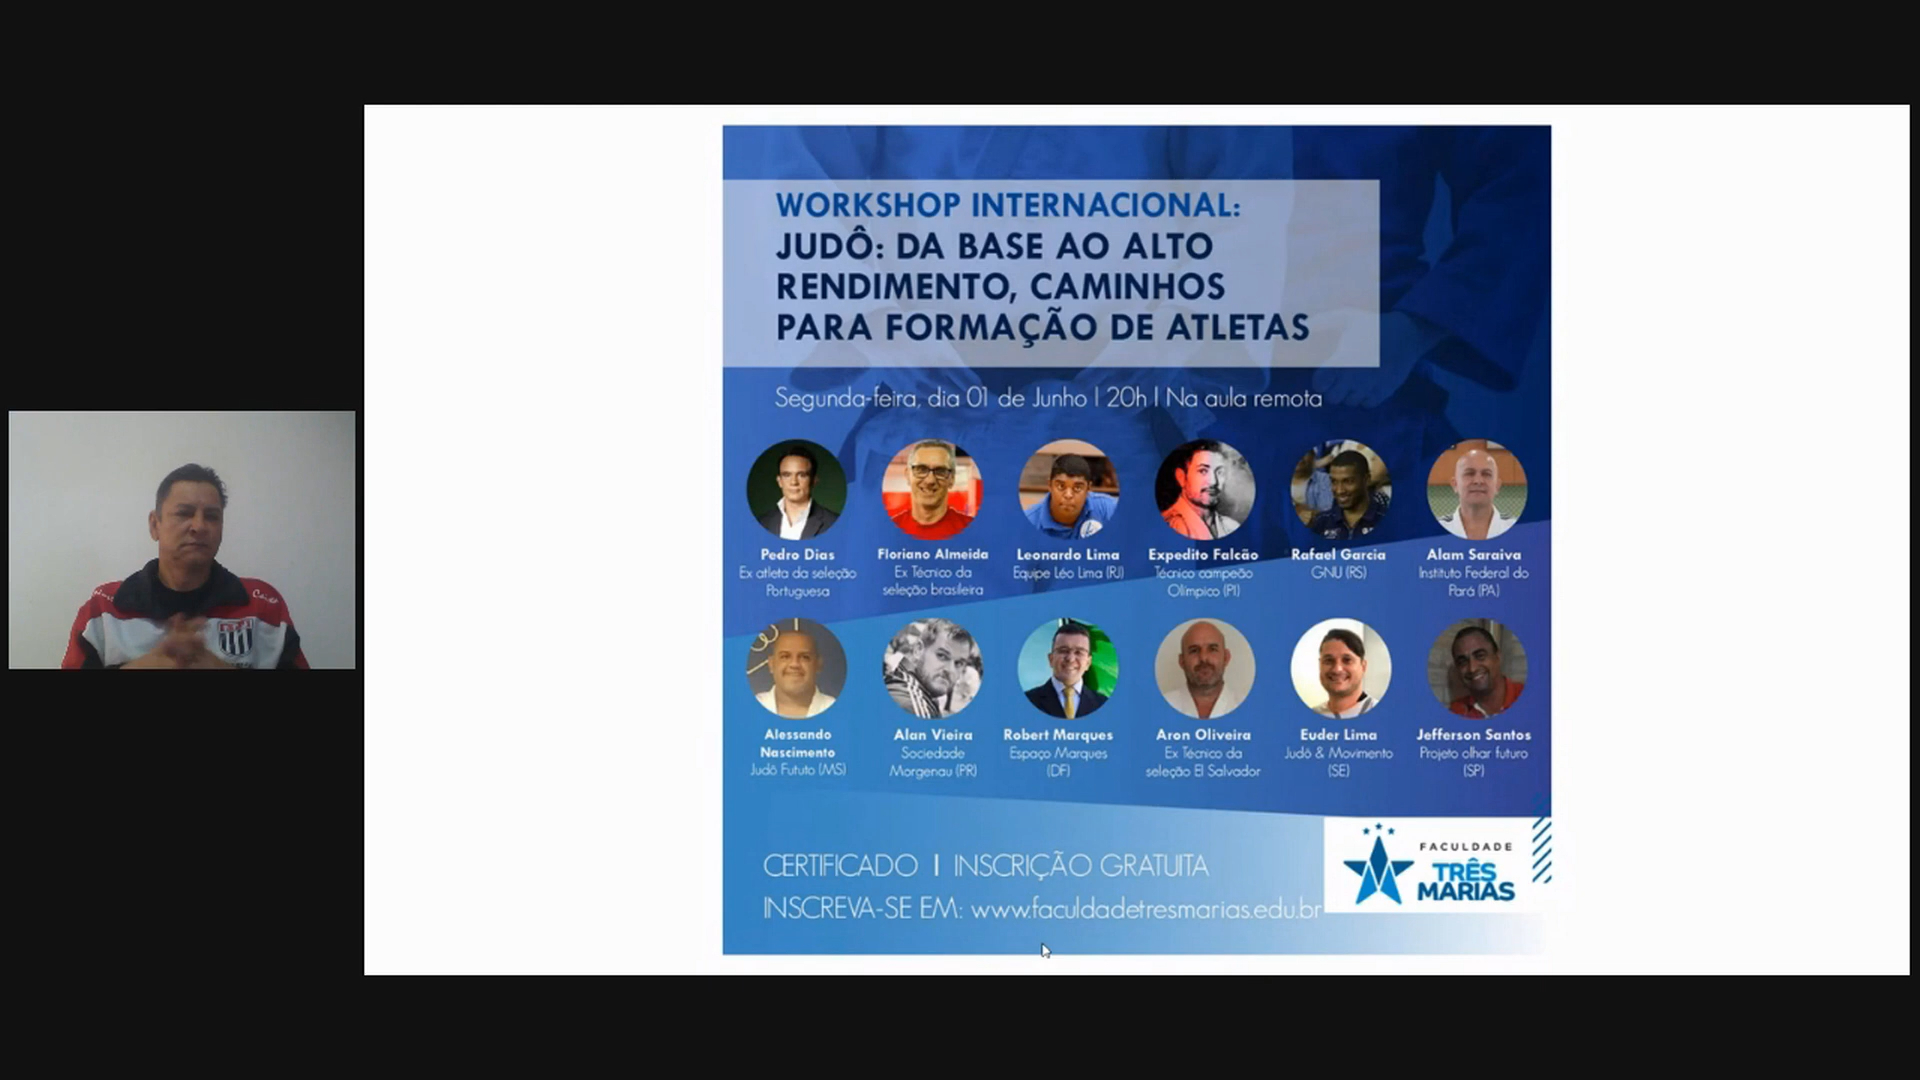 WORKSHOP INTERNACIONAL:
JUDÔ: DA BASE AO ALTO
RENDIMENTO, CAMINHOS
PARA FORMAÇÃO DE ATLETAS
Segunda-feira, dia 01 de Junho | 20h | Na aula remota
Pedro Dias
Ex atleta da seleção
Portuguesa
Floriano Almeida
Ex Técnico da
seleção brasileira
Leonardo Lima
Equipe Léo Lima (RJ)
Expedito Falcão
Técnico campeão
Olímpico (PI)
Rafael Garcia
GNU (RS)
Alam Saraiva
Instituto Federal do
Pará (PA)
Alessando
Nascimento
Judô Fututo (MS)
Alan Vieira
Sociedade
Morgenau (PR)
Robert Marques
Espaço Marques
(DF)
Aron Oliveira
Ex Técnico da
seleção El Salvador
Euder Lima
Judô & Movimento
(SE)
Jefferson Santos
Projeto olhar futuro
(SP)
CERTIFICADO | INSCRIÇÃO GRATUITA
INSCREVA-SE EM: www.faculdadetresmarias.edu.br
FACULDADE
TRÊS
MARIAS